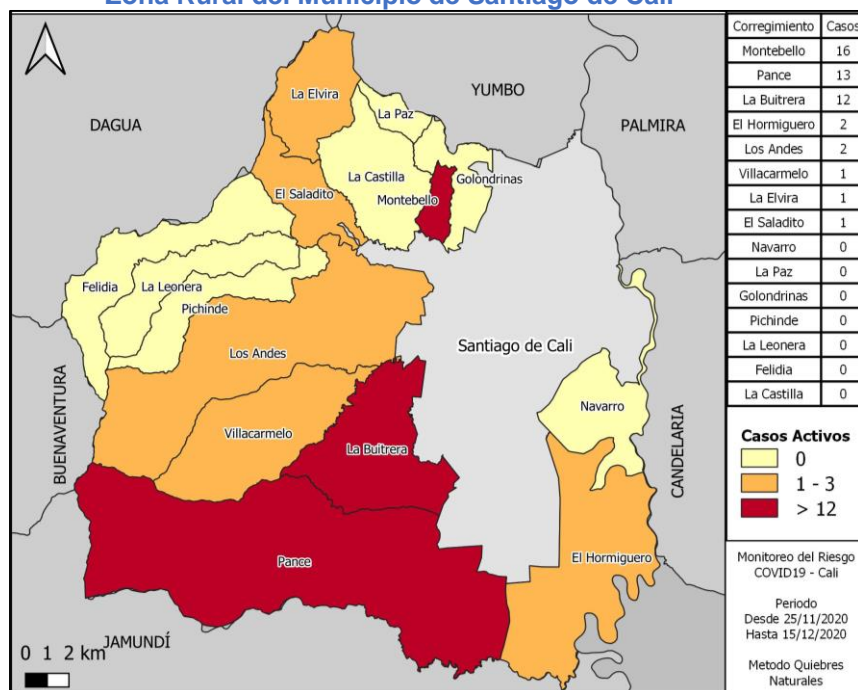 Zona Rural del Municipio de Santiago de Cali
Corregimiento Casos
Montebello 16
Pance 13
La Buitrera 12
El Hormiguero 2
Los Andes 2
Villacarmelo 1
La Elvira 1
El Saladito 1
Navarro 0
La Paz 0
Golondrinas 0
Pichinde 0
La Leonera 0
Felidia 0
La Castilla 0
Casos Activos
0
1 - 3
> 12
Monitoreo del Riesgo
COVID19 - Cali
Periodo
Desde 25/11/2020
Hasta 15/12/2020
Metodo Quiebres
Naturales
La Elvira
YUMBO
La Paz
DAGUA
PALMIRA
La Castilla
Golondrinas
El Saladito
Montebello
Felidia
La Leonera
Pichinde
Los Andes
Santiago de Cali
BUENAVENTURA
Navarro
CANDELARIA
Villacarmelo
La Buitrera
Pance
El Hormiguero
JAMUNDÍ
0 1 2 km